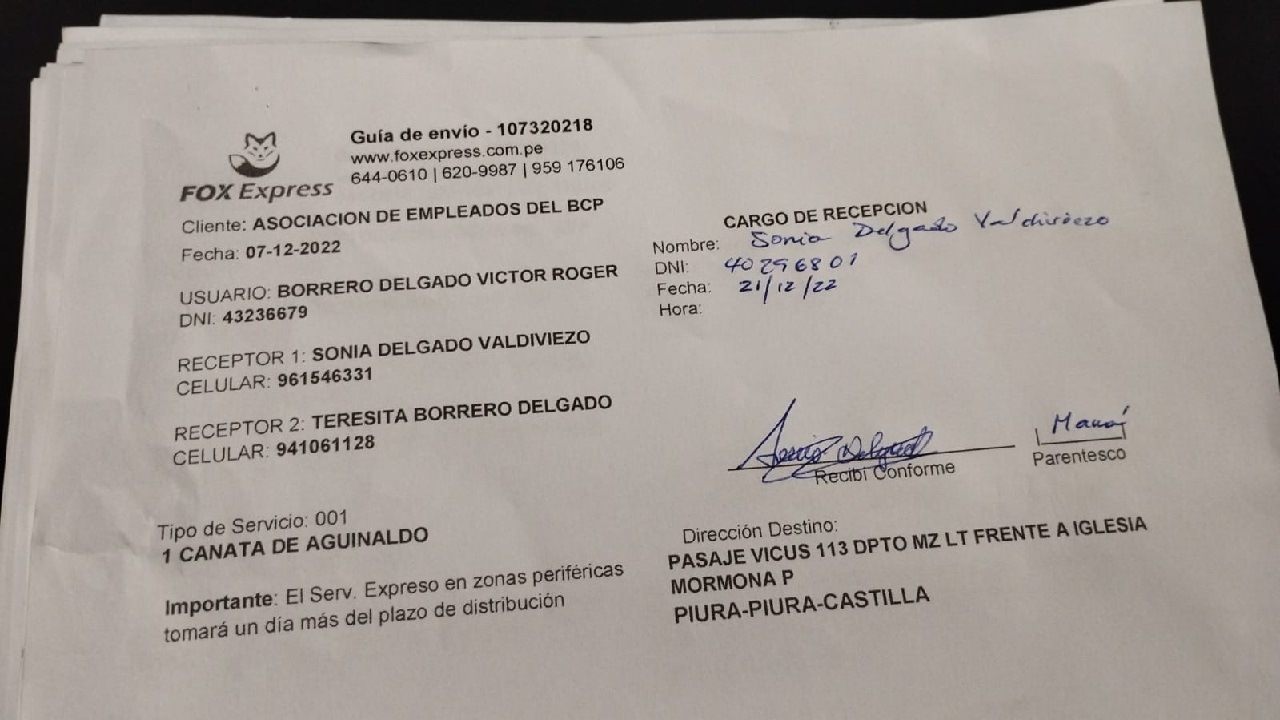 Guía de envío - 107320218
www.foxexpress.com.pe
644-0610 | 620-9987 | 959 176106
FOX Express
Cliente: ASOCIACION DE EMPLEADOS DEL BCP
Fecha: 07-12-2022
USUARIO: BORRERO DELGADO VICTOR ROGER
DNI: 43236679
RECEPTOR 1: SONIA DELGADO VALDIVIEZO
CELULAR: 961546331
RECEPTOR 2: TERESITA BORRERO DELGADO
CELULAR: 941061128
Tipo de Servicio: 001
1 CANATA DE AGUINALDO
Importante: El Serv. Expreso en zonas periféricas
tomará un día más del plazo de distribución
CARGO DE RECEPCION
Nombre: Sonia Delgado Valdiviezo
DNI: 40296801
Fecha: 21/12/22
Hora:
Sonia Delgado
Mamá
Recibí Conforme
Parentesco
Dirección Destino:
PASAJE VICUS 113 DPTO MZ LT FRENTE A IGLESIA
MORMONA P
PIURA-PIURA-CASTILLA